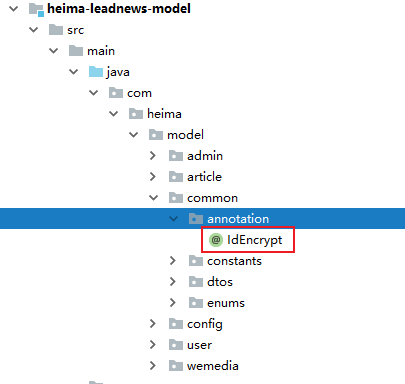 heima-leadnews-model
src
main
java
com
heima
model
admin
article
common
annotation
@ IdEncrypt
constants
dtos
enums
config
user
wemedia